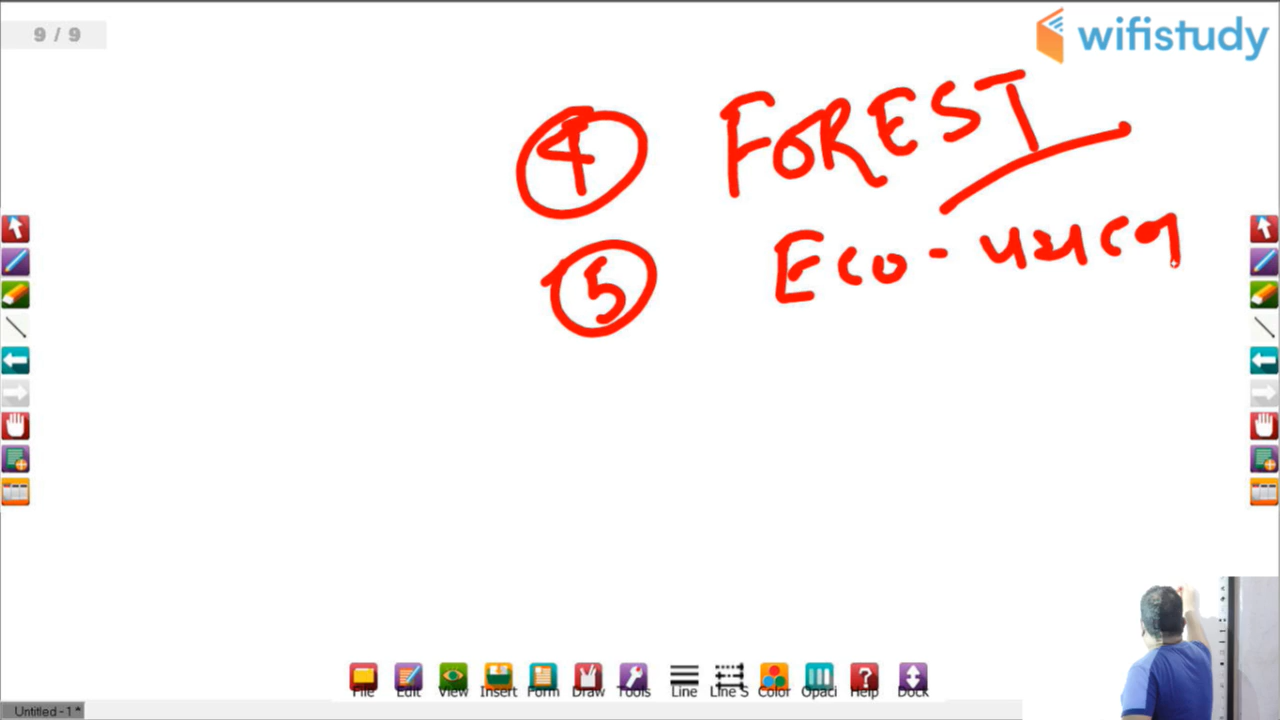 9 / 9
wifistudy
4 FOREST
5 Eco -
File Edit View Insert Form Draw Tools Line Line S Color Opaci Help Dock
Untitled - 1 *